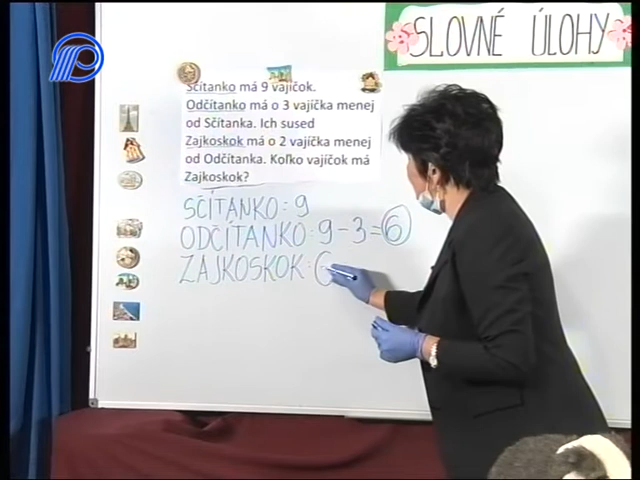 SLOVNÉ ÚLOHY
Sčítanko má 9 vajíčok.
Odčítanko má o 3 vajíčka menej
od Sčítanka. Ich sused
Zajkoskok má o 2 vajíčka menej
od Odčítanka. Koľko vajíčok má
Zajkoskok?
SČÍTANKO: 9
ODČÍTANKO: 9-3=6
ZAJKOSKOK: 6